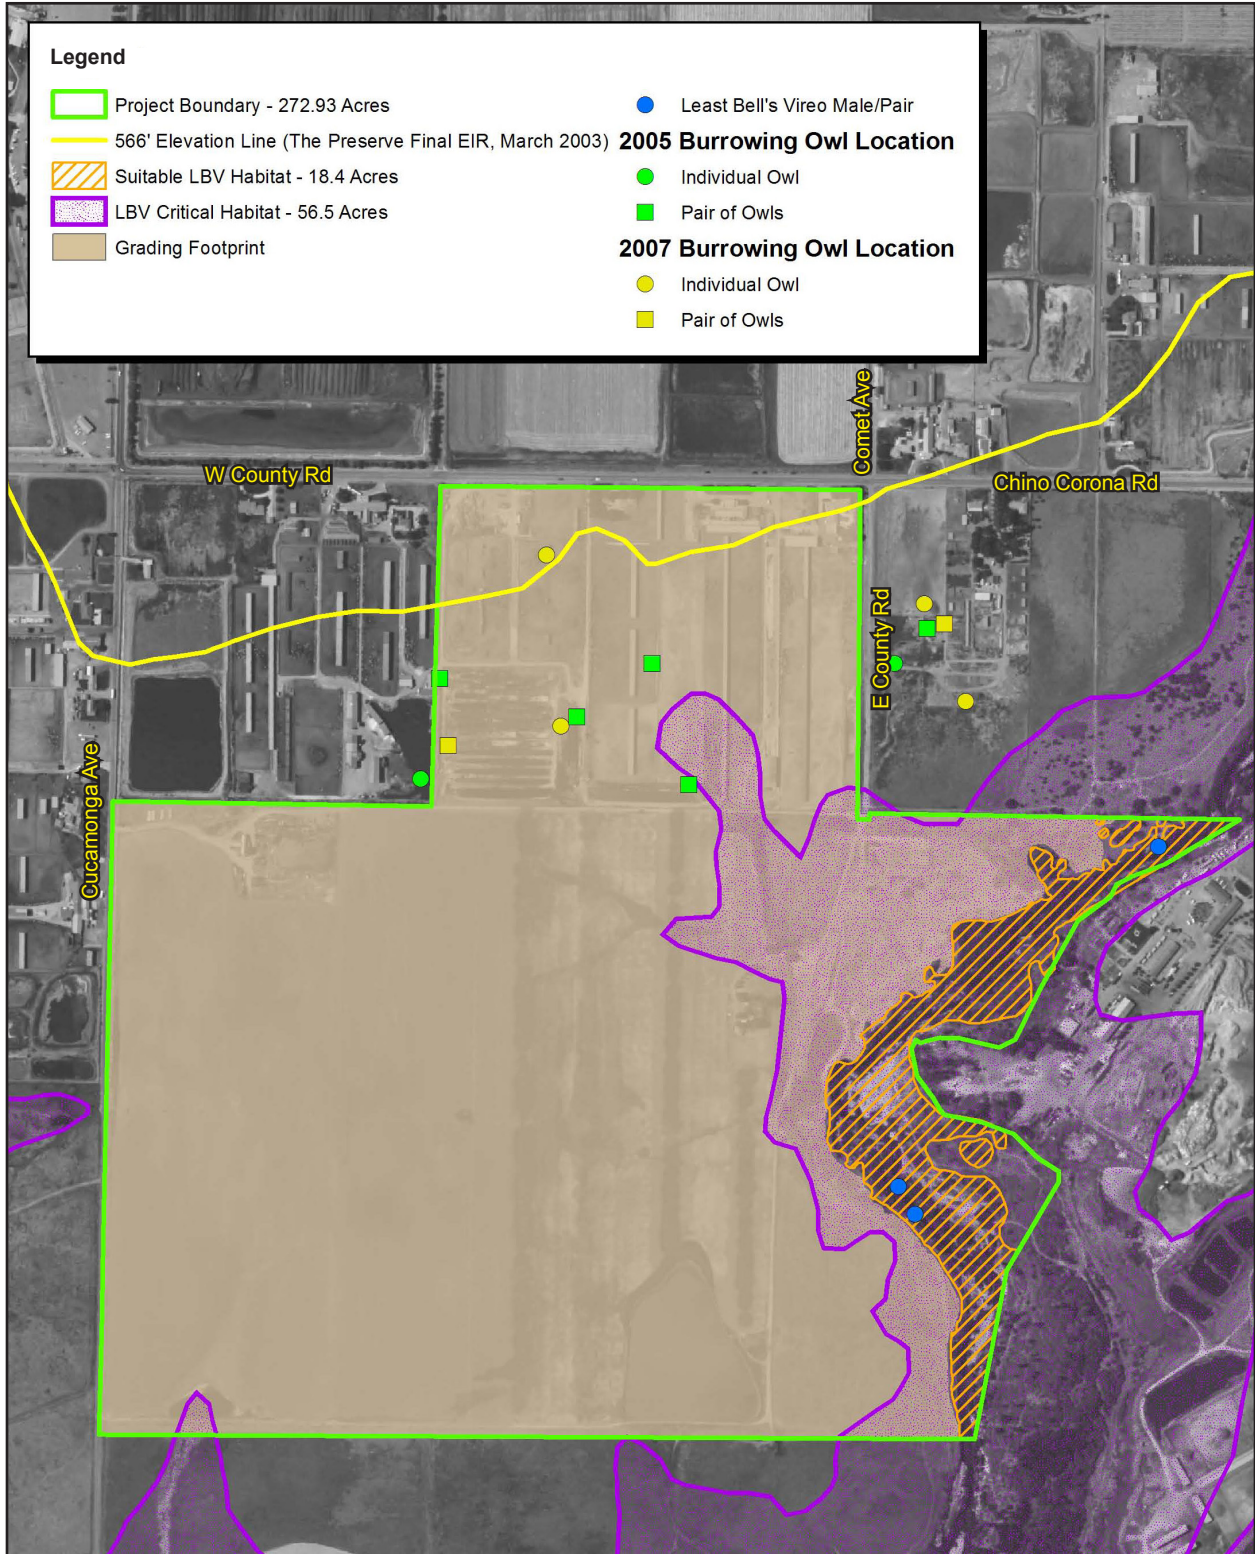 Legend
Project Boundary - 272.93 Acres
566' Elevation Line (The Preserve Final EIR, March 2003)
Suitable LBV Habitat - 18.4 Acres
LBV Critical Habitat - 56.5 Acres
Grading Footprint
Least Bell's Vireo Male/Pair
2005 Burrowing Owl Location
Individual Owl
Pair of Owls
2007 Burrowing Owl Location
Individual Owl
Pair of Owls
Comet Ave
W County Rd
Chino Corona Rd
E County Rd
Cucamonga Ave